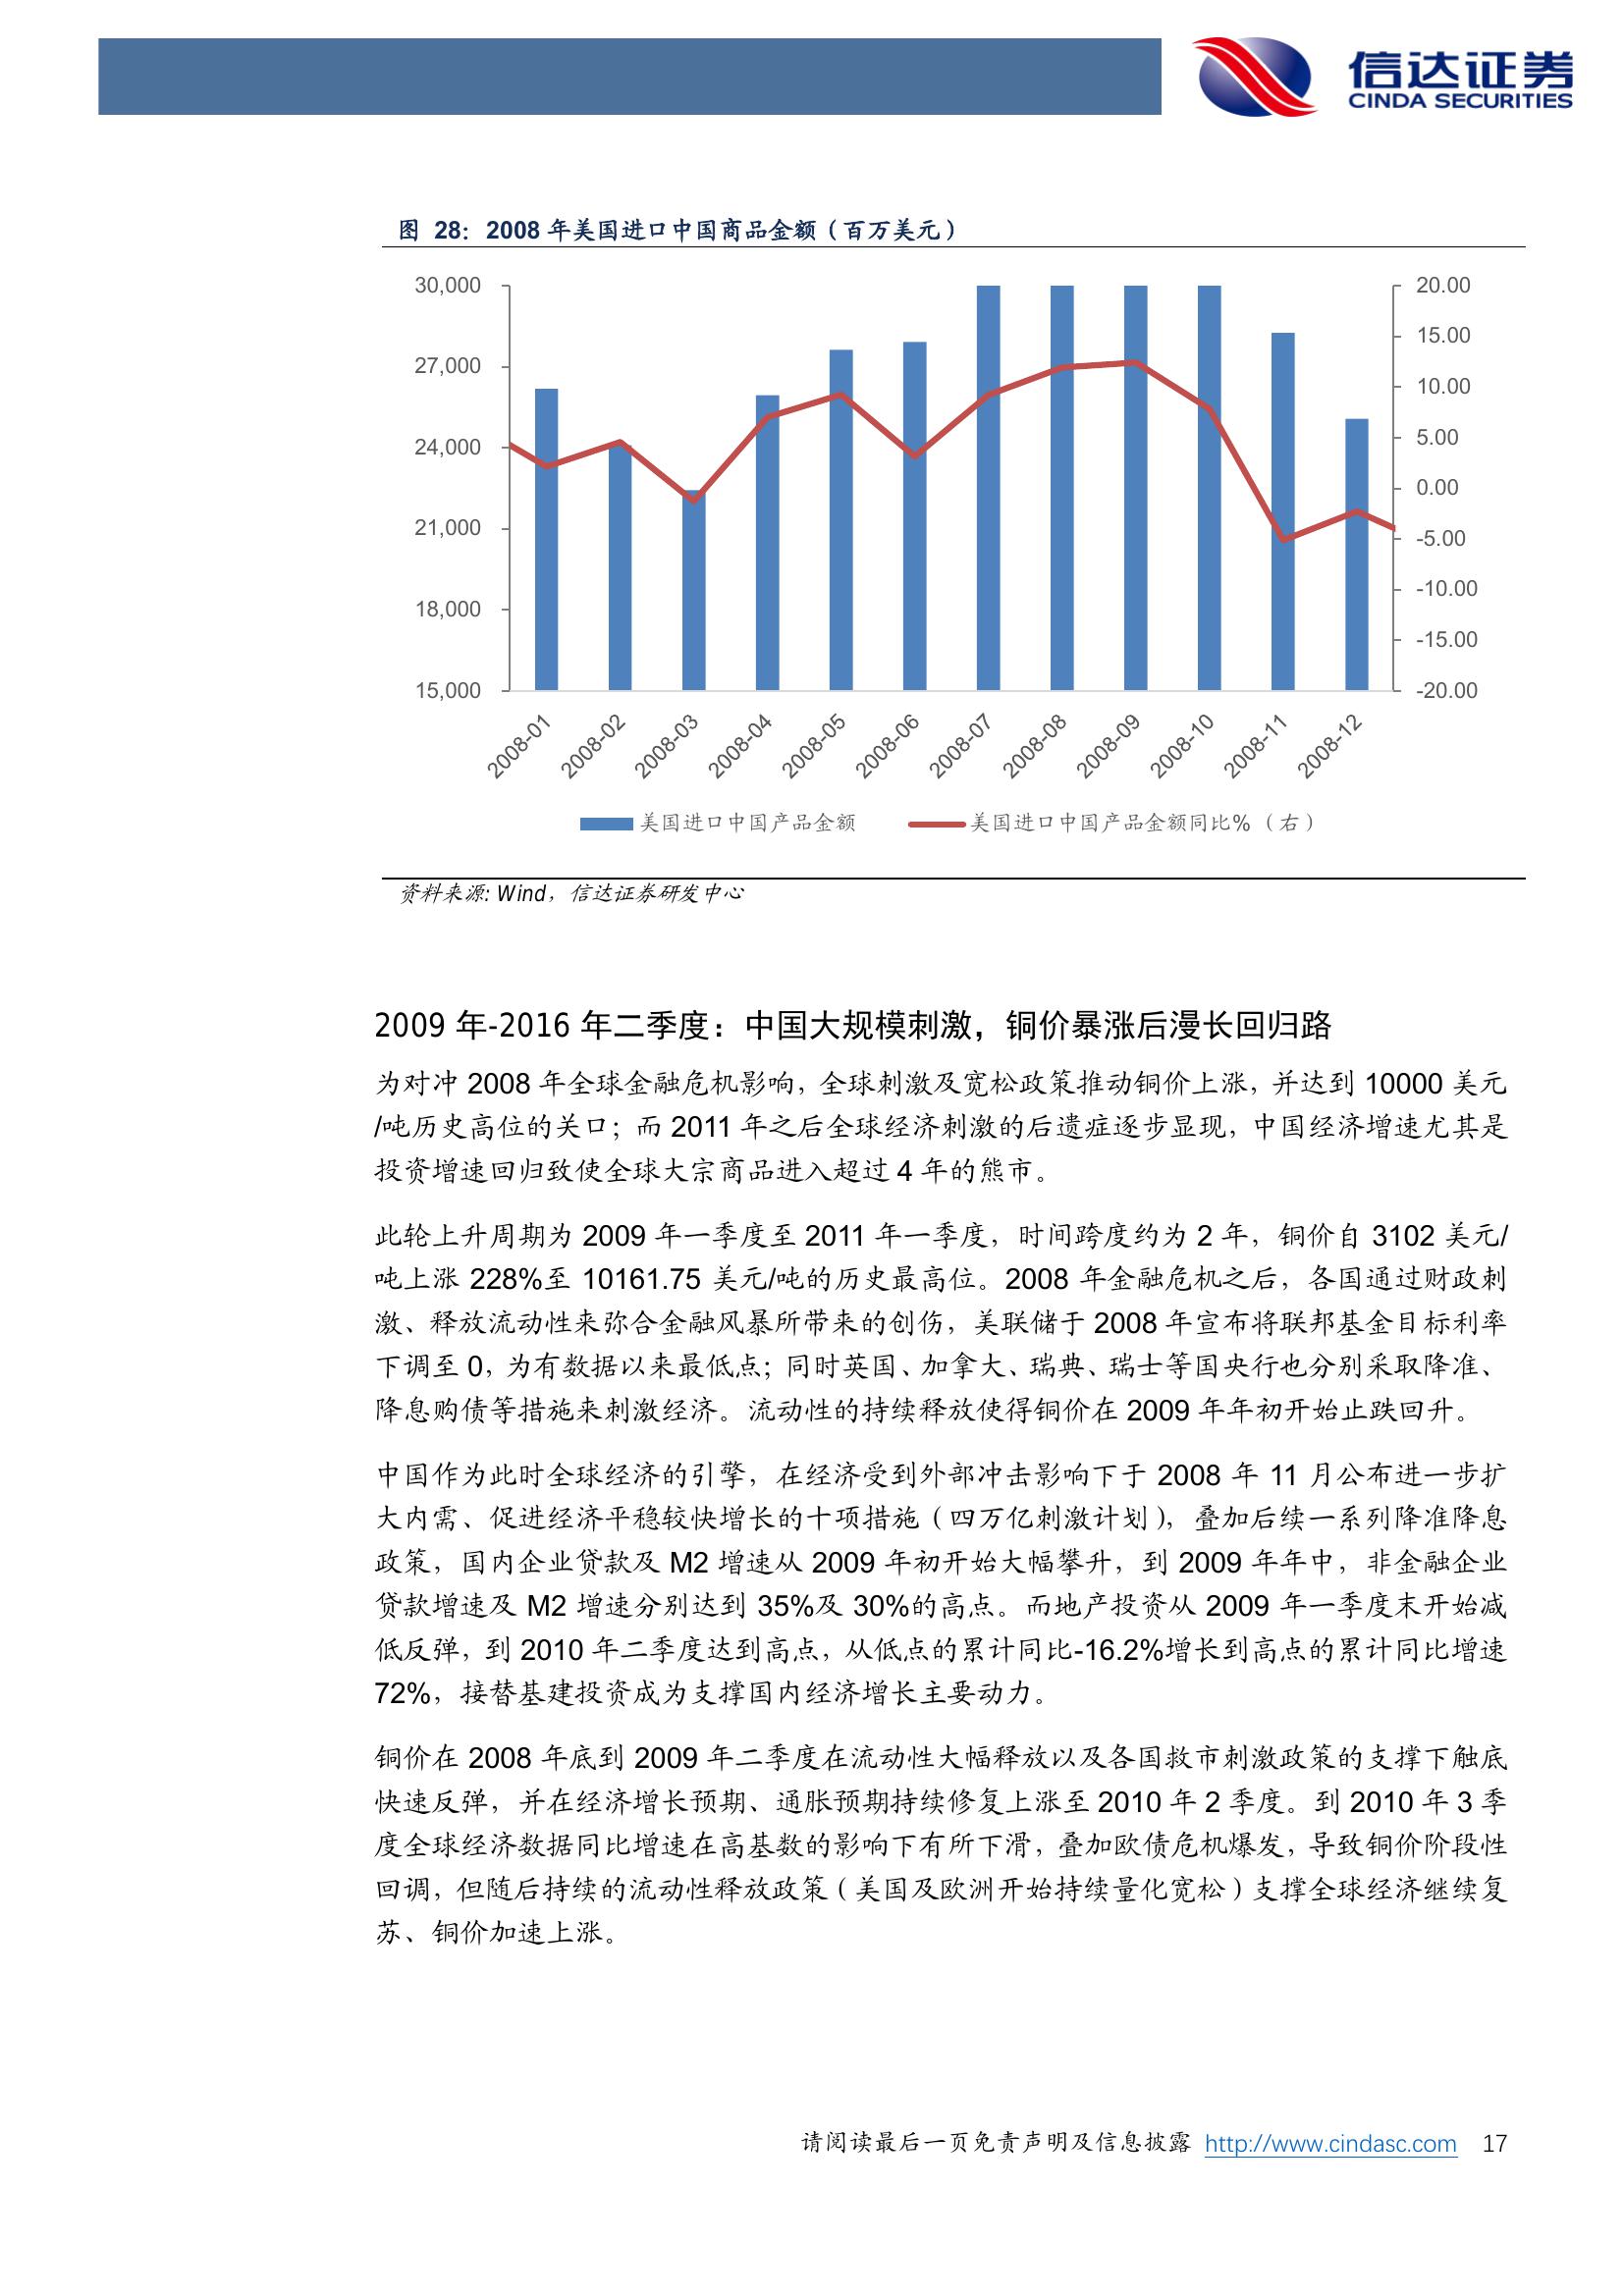 信达证券
CINDA SECURITIES
图 28：2008 年美国进口中国商品金额（百万美元）
30,000
27,000
24,000
21,000
18,000
15,000
20.00
15.00
10.00
5.00
0.00
-5.00
-10.00
-15.00
-20.00
2008-01
2008-02
2008-03
2008-04
2008-05
2008-06
2008-07
2008-08
2008-09
2008-10
2008-11
2008-12
美国进口中国产品金额
美国进口中国产品金额同比%（右）
资料来源: Wind，信达证券研发中心
2009 年-2016 年二季度：中国大规模刺激，铜价暴涨后漫长回归路
为对冲 2008 年全球金融危机影响，全球刺激及宽松政策推动铜价上涨，并达到 10000 美元
/吨历史高位的关口；而 2011 年之后全球经济刺激的后遗症逐步显现，中国经济增速尤其是
投资增速回归致使全球大宗商品进入超过 4 年的熊市。
此轮上升周期为 2009 年一季度至 2011 年一季度，时间跨度约为 2 年，铜价自 3102 美元/
吨上涨 228%至 10161.75 美元/吨的历史最高位。2008 年金融危机之后，各国通过财政刺
激、释放流动性来弥合金融风暴所带来的创伤，美联储于 2008 年宣布将联邦基金目标利率
下调至 0，为有数据以来最低点；同时英国、加拿大、瑞典、瑞士等国央行也分别采取降准、
降息购债等措施来刺激经济。流动性的持续释放使得铜价在 2009 年年初开始止跌回升。
中国作为此时全球经济的引擎，在经济受到外部冲击影响下于 2008 年 11 月公布进一步扩
大内需、促进经济平稳较快增长的十项措施（四万亿刺激计划），叠加后续一系列降准降息
政策，国内企业贷款及 M2 增速从 2009 年初开始大幅攀升，到 2009 年年中，非金融企业
贷款增速及 M2 增速分别达到 35%及 30%的高点。而地产投资从 2009 年一季度末开始减
低反弹，到 2010 年二季度达到高点，从低点的累计同比-16.2%增长到高点的累计同比增速
72%，接替基建投资成为支撑国内经济增长主要动力。
铜价在 2008 年底到 2009 年二季度在流动性大幅释放以及各国救市刺激政策的支撑下触底
快速反弹，并在经济增长预期、通胀预期持续修复上涨至 2010 年 2 季度。到 2010 年 3 季
度全球经济数据同比增速在高基数的影响下有所下滑，叠加欧债危机爆发，导致铜价阶段性
回调，但随后持续的流动性释放政策（美国及欧洲开始持续量化宽松）支撑全球经济继续复
苏、铜价加速上涨。
请阅读最后一页免责声明及信息披露 http://www.cindasc.com 17